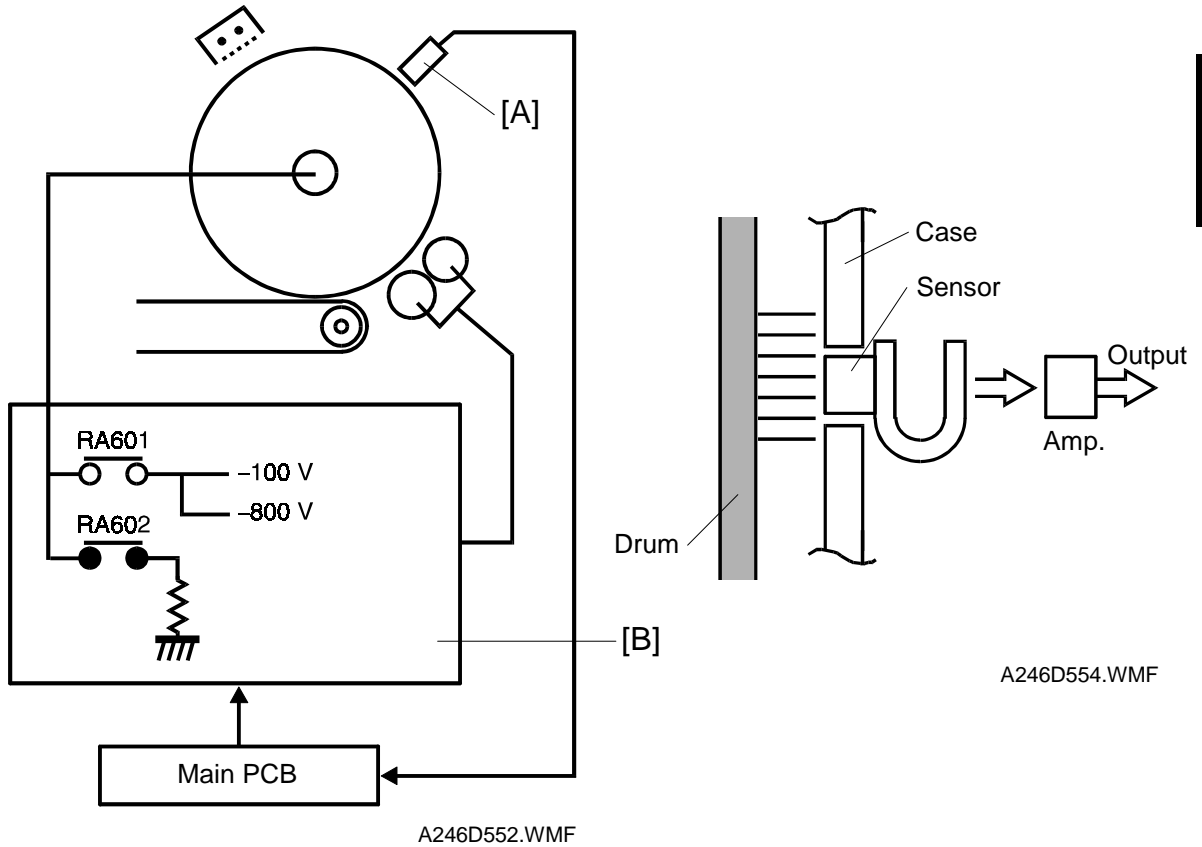 [A]
RA601
–100 V
–800 V
RA602
[B]
Main PCB
A246D552.WMF
Case
Sensor
Output
Amp.
Drum
A246D554.WMF